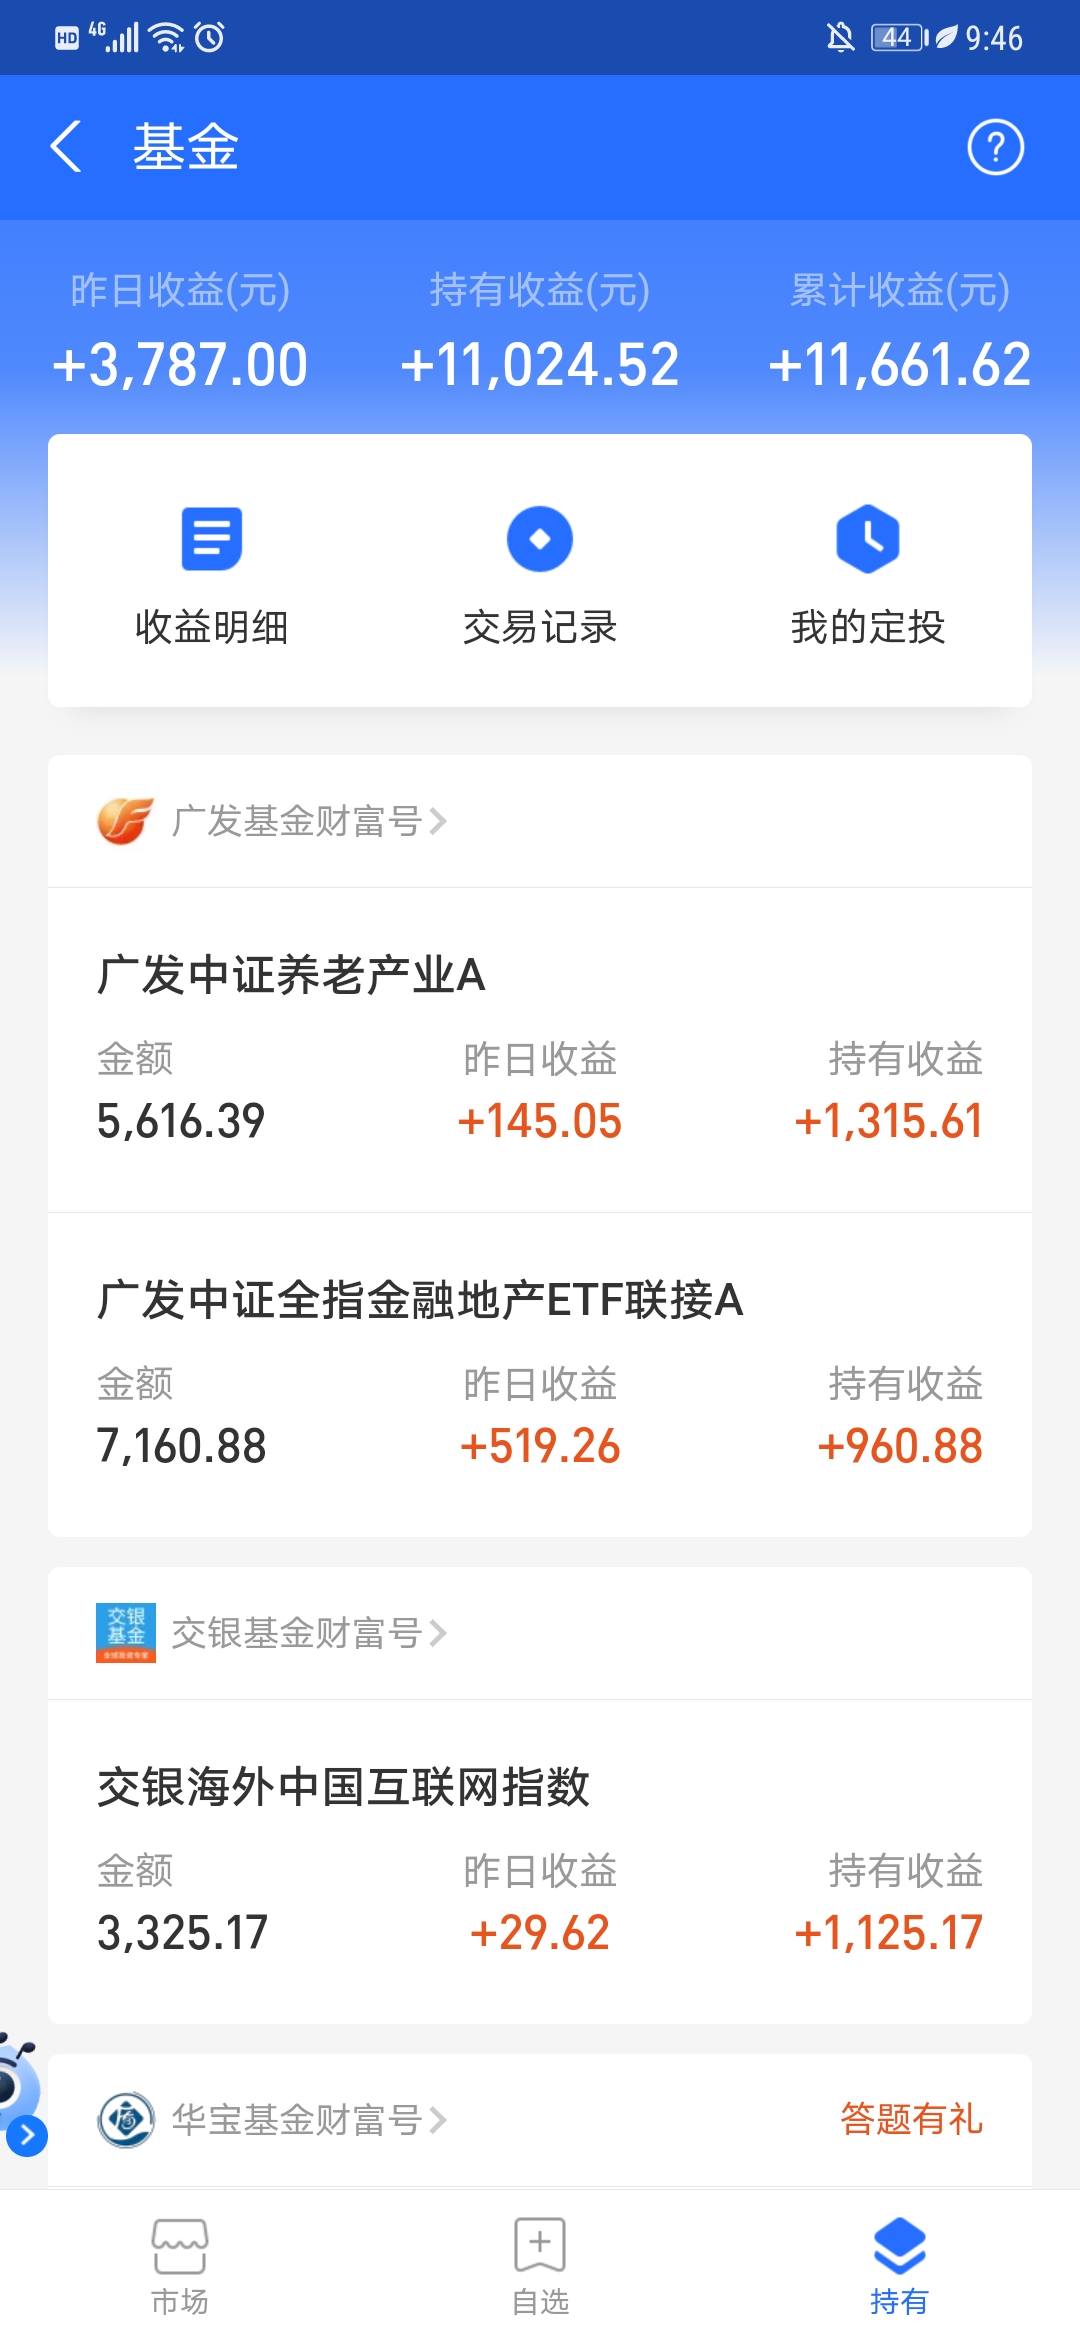 HD 4G 44 9:46
基金 ?
昨日收益(元) 持有收益(元) 累计收益(元)
+3,787.00 +11,024.52 +11,661.62
收益明细 交易记录 我的定投
广发基金财富号
广发中证养老产业A
金额 昨日收益 持有收益
5,616.39 +145.05 +1,315.61
广发中证全指金融地产ETF联接A
金额 昨日收益 持有收益
7,160.88 +519.26 +960.88
交银
基金
交银基金财富号
交银海外中国互联网指数
金额 昨日收益 持有收益
3,325.17 +29.62 +1,125.17
华宝基金财富号 答题有礼
市场 自选 持有